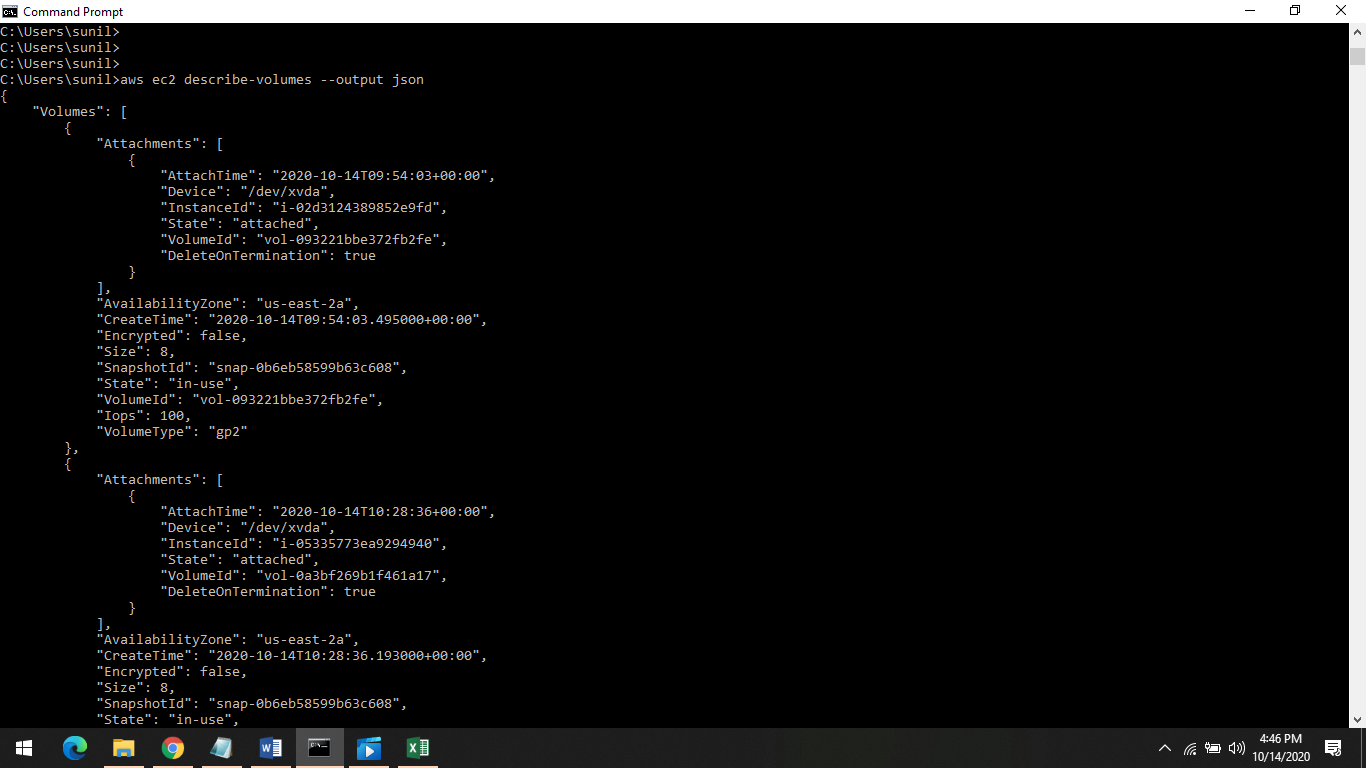 Command Prompt
C:\Users\sunil>
C:\Users\sunil>
C:\Users\sunil>
C:\Users\sunil>aws ec2 describe-volumes --output json
{
    "Volumes": [
        {
            "Attachments": [
                {
                    "AttachTime": "2020-10-14T09:54:03+00:00",
                    "Device": "/dev/xvda",
                    "InstanceId": "i-02d3124389852e9fd",
                    "State": "attached",
                    "VolumeId": "vol-093221bbe372fb2fe",
                    "DeleteOnTermination": true
                }
            ],
            "AvailabilityZone": "us-east-2a",
            "CreateTime": "2020-10-14T09:54:03.495000+00:00",
            "Encrypted": false,
            "Size": 8,
            "SnapshotId": "snap-0b6eb58599b63c608",
            "State": "in-use",
            "VolumeId": "vol-093221bbe372fb2fe",
            "Iops": 100,
            "VolumeType": "gp2"
        },
        {
            "Attachments": [
                {
                    "AttachTime": "2020-10-14T10:28:36+00:00",
                    "Device": "/dev/xvda",
                    "InstanceId": "i-05335773ea9294940",
                    "State": "attached",
                    "VolumeId": "vol-0a3bf269b1f461a17",
                    "DeleteOnTermination": true
                }
            ],
            "AvailabilityZone": "us-east-2a",
            "CreateTime": "2020-10-14T10:28:36.193000+00:00",
            "Encrypted": false,
            "Size": 8,
            "SnapshotId": "snap-0b6eb58599b63c608",
            "State": "in-use",
4:46 PM
10/14/2020